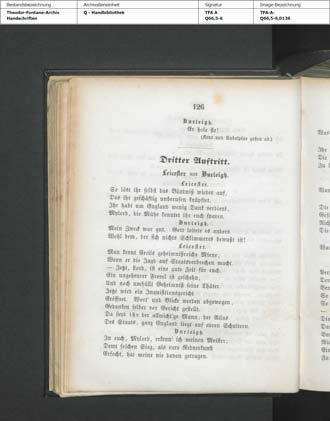 Bestandsbezeichnung
Archivalieneinheit
Signatur
Image-Bezeichnung
Theodor-Fontane-Archiv
Handschriften
Q - Handbibliothek
TFA A
Q66,5-6
TFA-A-
Q66,5-6,0136
126
Burleigh.
Er hole sie!
(Kent und Rudolphus gehen ab.)
Dritter Auftritt.
Leicester und Burleigh.
Leicester.
So löst ihr selbst das Bündniß wieder auf,
Das ihr geschäftig unberufen knüpftet.
Ihr habt um England wenig Dank verdient,
Mylord, die Mühe konntet ihr euch sparen.
Burleigh.
Mein Zweck war gut. Gott leitete es anders.
Wohl dem, der sich nichts Schlimmeres bewußt ist!
Leicester.
Man kennt Cecils geheimnißreiche Miene,
Wenn er die Jagd auf Staatsverbrechen macht.
— Jetzt, Lord, ist eine gute Zeit für euch.
Ein ungeheurer Frevel ist geschehn,
Und noch umhüllt Geheimniß seine Thäter.
Jetzt wird ein Inquisitionsgericht
Eröffnet. Wort' und Blicke werden abgewogen,
Gedanken selber vor Gericht gestellt.
Da seyd ihr der allwicht'ge Mann, der Atlas
Des Staats, ganz England liegt auf euren Schultern.
Burleigh.
In euch, Mylord, erkenn' ich meinen Meister,
Denn solchen Sieg, als eure Rednerkunst
Erfocht, hat meine nie davon getragen.